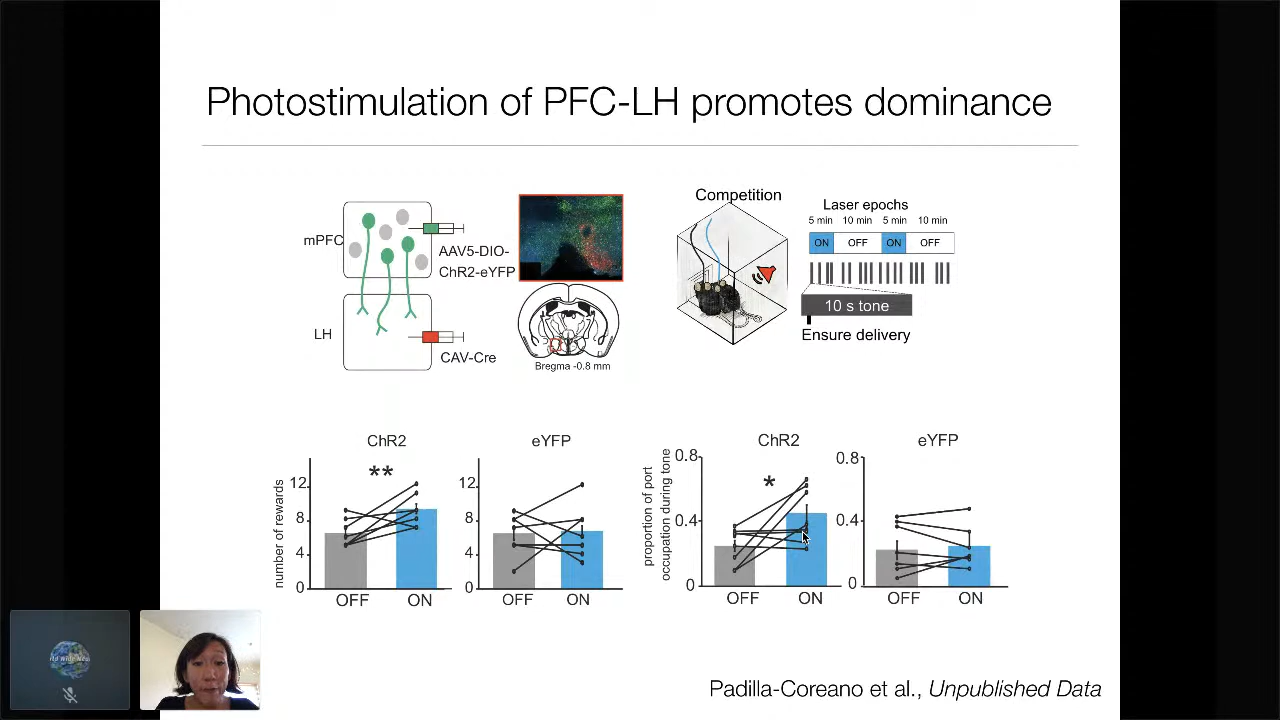 Photostimulation of PFC-LH promotes dominance
mPFC
AAV5-DIO-
ChR2-eYFP
LH
CAV-Cre
Bregma -0.8 mm
Competition
Laser epochs
5 min 10 min 5 min 10 min
ON OFF ON OFF
10 s tone
Ensure delivery
ChR2
**
number of rewards
12
8
4
0
OFF ON
eYFP
12
8
4
0
OFF ON
ChR2
*
proportion of port
occupation during tone
0.8
0.4
0
OFF ON
eYFP
0.8
0.4
0
OFF ON
Padilla-Coreano et al., Unpublished Data